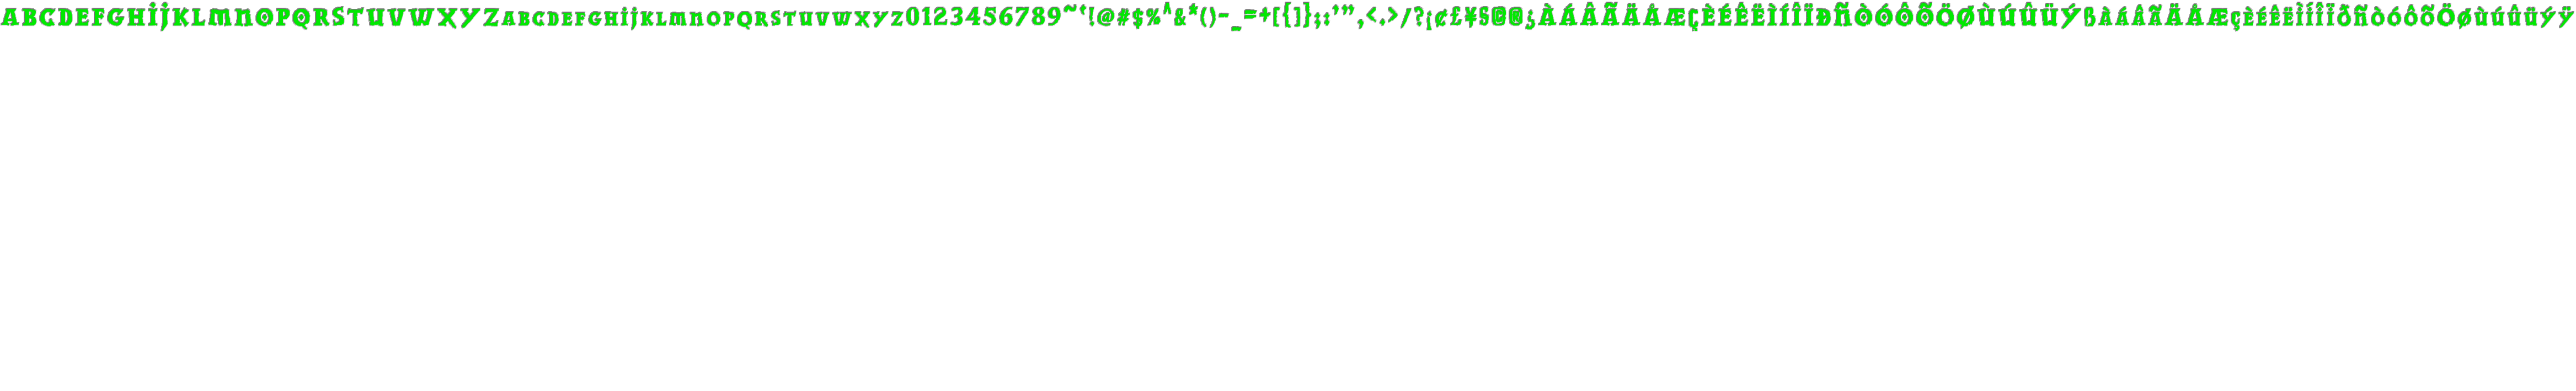 ABCDEFGHIJKLMNOPQRSTUVWXYZABCDEFGHIJKLMNOPQRSTUVWXYZ0123456789~`!@#$%^&*()-_=+[{]};:'",<.>/?¡¢£¥§©®¿ÀÁÂÃÄÅÆÇÈÉÊËÌÍÎÏÐÑÒÓÔÕÖØÙÚÛÜÝßÀÁÂÃÄÅÆÇÈÉÊËÌÍÎÏðÑÒÓÔÕÖØÙÚÛÜÝŸ